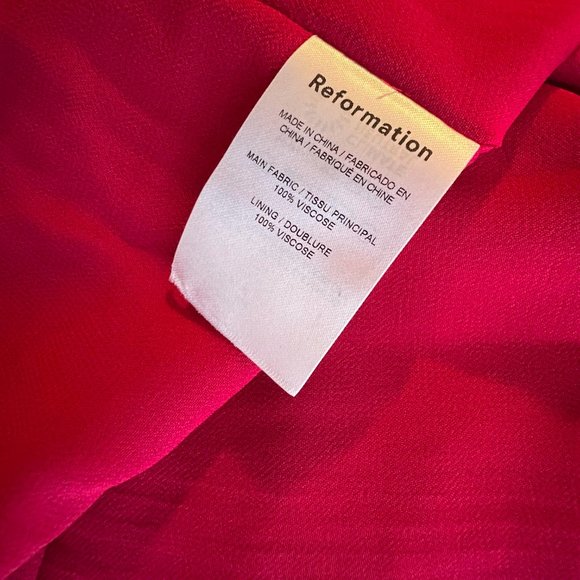 Reformation
MADE IN CHINA / FABRICADO EN
CHINA / FABRIQUÉ EN CHINE
MAIN FABRIC / TISSU PRINCIPAL
100% VISCOSE
LINING / DOUBLURE
100% VISCOSE